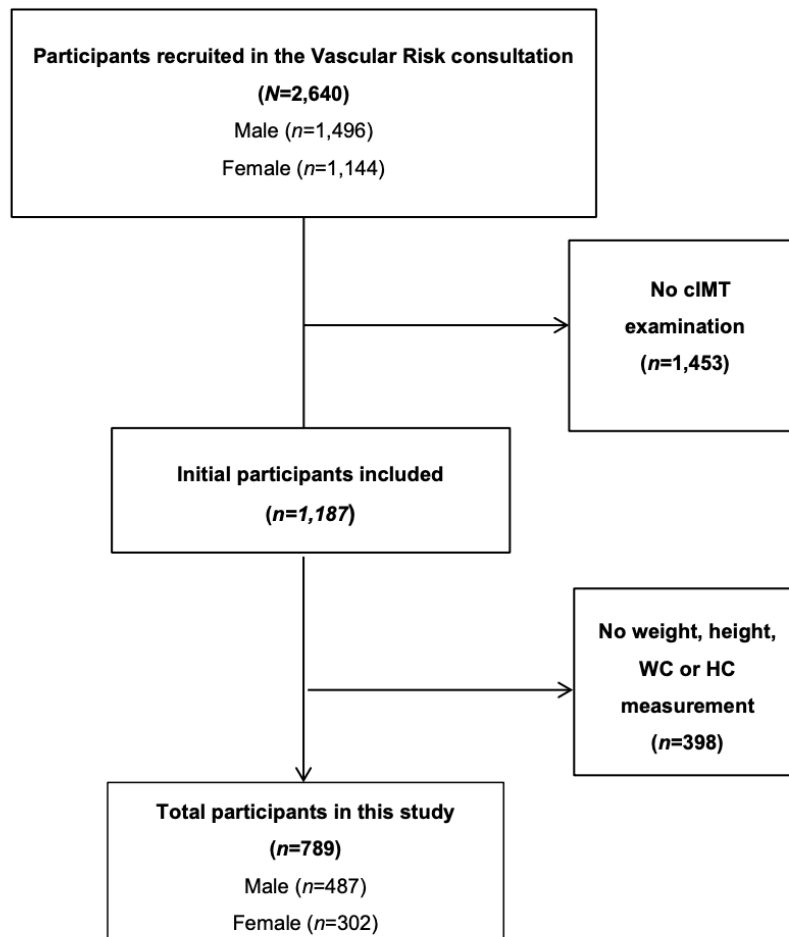 Participants recruited in the Vascular Risk consultation
(N=2,640)
Male (n=1,496)
Female (n=1,144)
No cIMT
examination
(n=1,453)
Initial participants included
(n=1,187)
No weight, height,
WC or HC
measurement
(n=398)
Total participants in this study
(n=789)
Male (n=487)
Female (n=302)